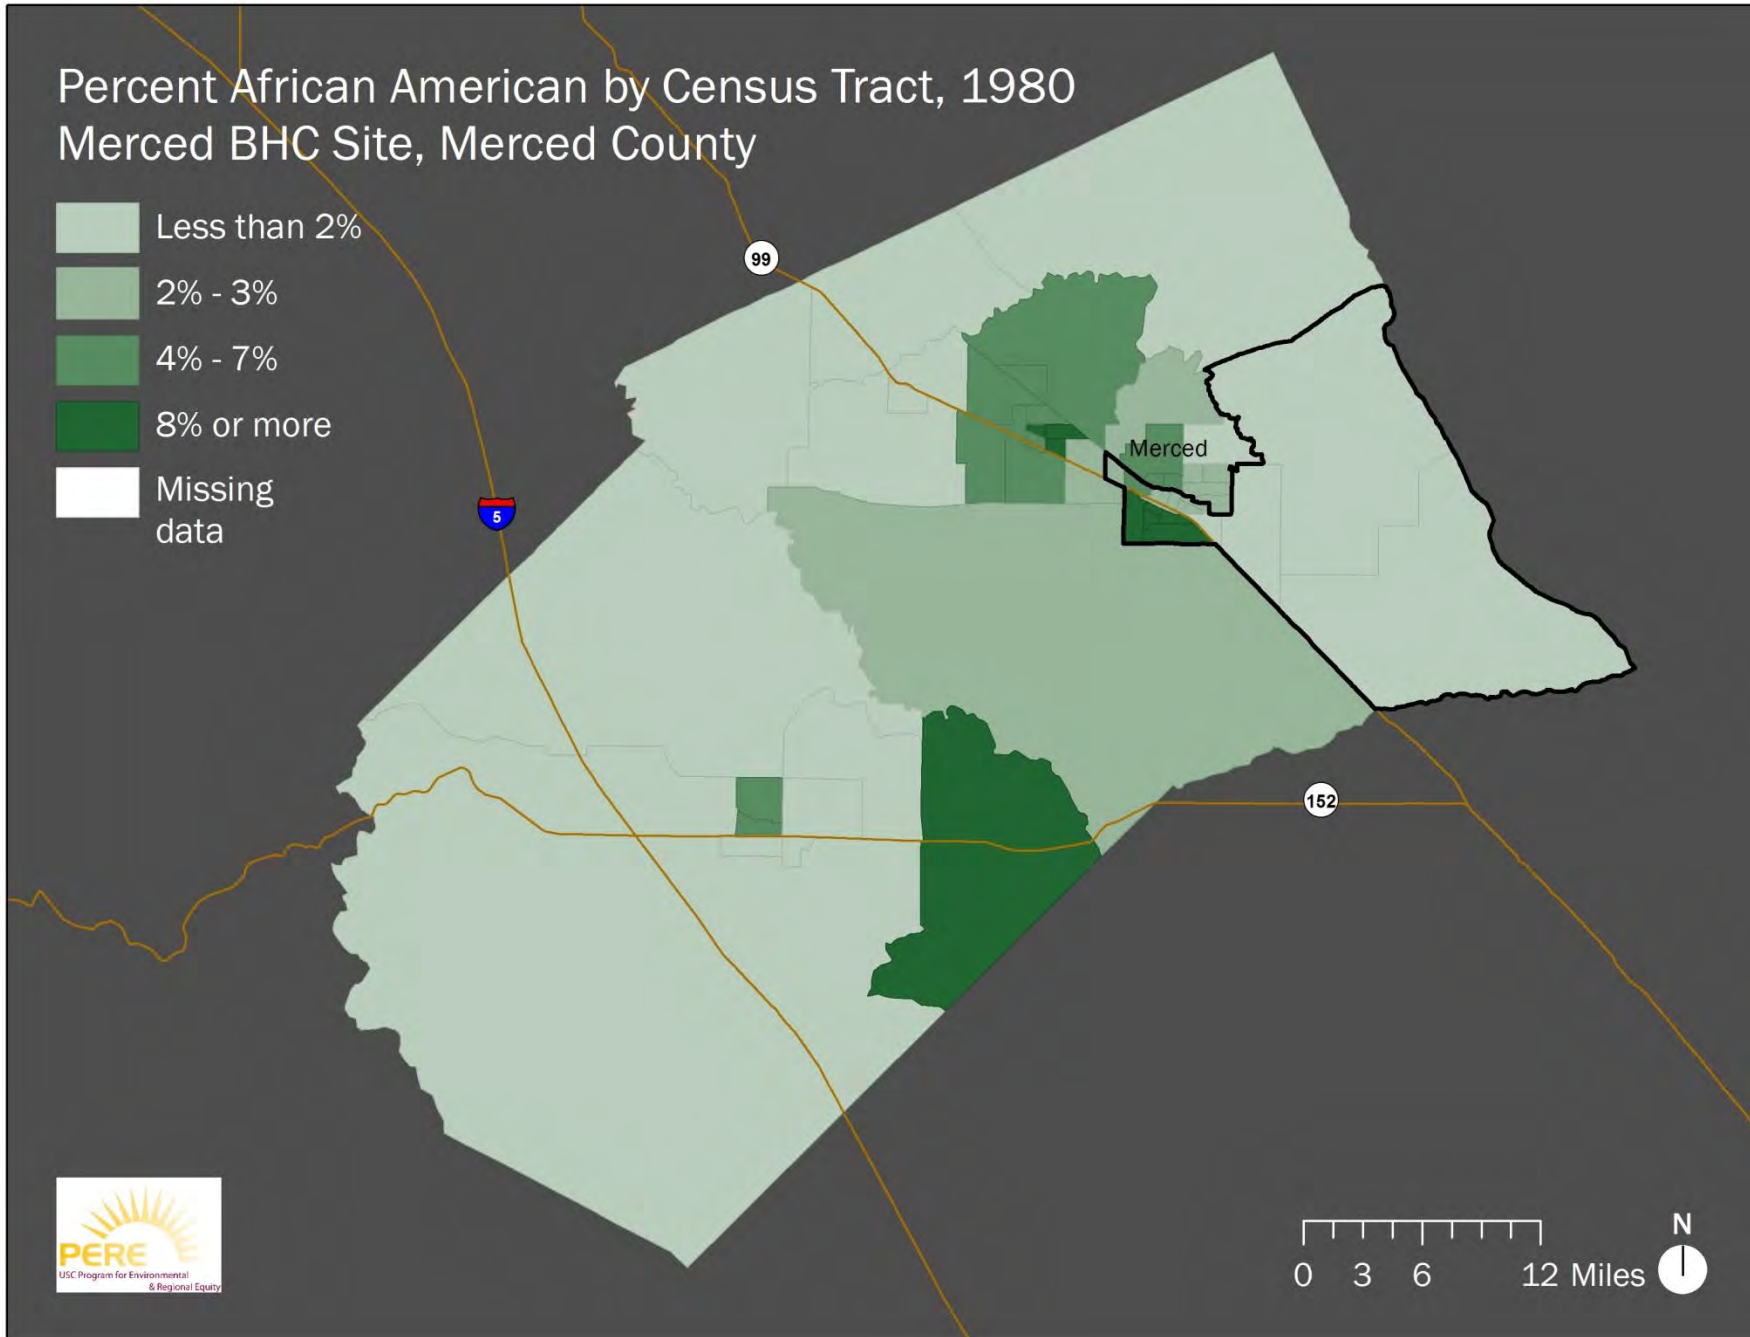 Percent African American by Census Tract, 1980
Merced BHC Site, Merced County
Less than 2%
2% - 3%
4% - 7%
8% or more
Missing
data
99
Merced
5
152
PERE
USC Program for Environmental
& Regional Equity
N
0 3 6 12 Miles